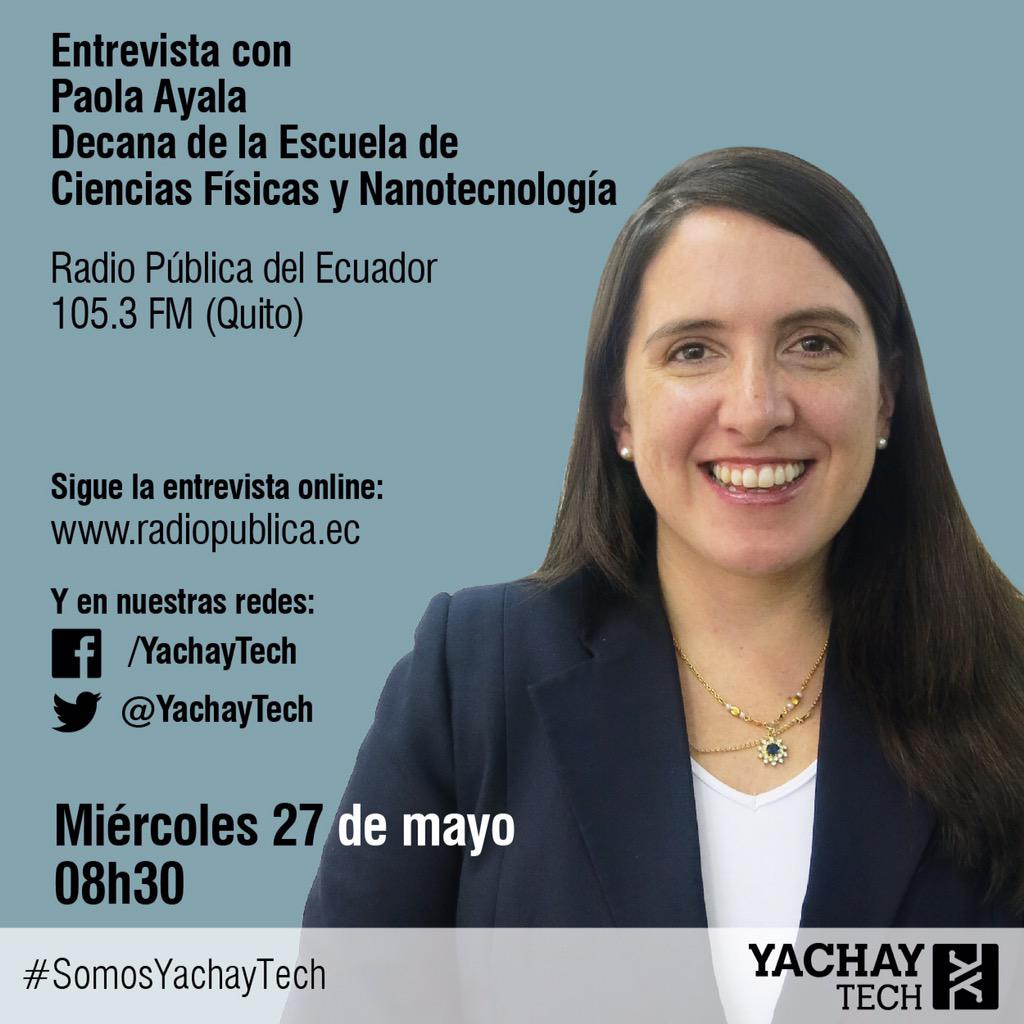 Entrevista con
Paola Ayala
Decana de la Escuela de
Ciencias Físicas y Nanotecnología
Radio Pública del Ecuador
105.3 FM (Quito)
Sigue la entrevista online:
www.radiopublica.ec
Y en nuestras redes:
/YachayTech
@YachayTech
Miércoles 27 de mayo
08h30
#SomosYachayTech
YACHAY
TECH